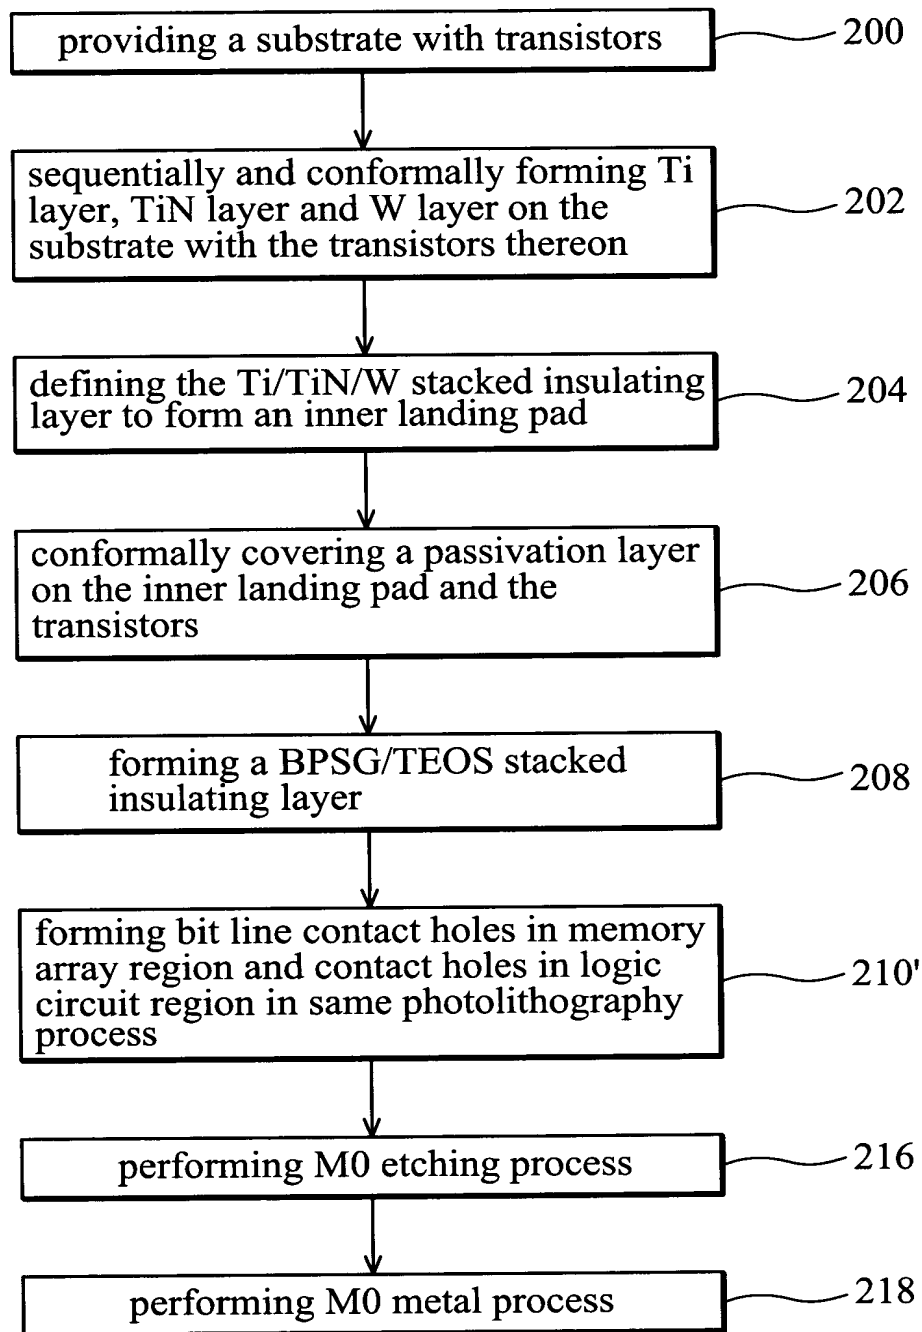 providing a substrate with transistors
200
sequentially and conformally forming Ti
layer, TiN layer and W layer on the
substrate with the transistors thereon
202
defining the Ti/TiN/W stacked insulating
layer to form an inner landing pad
204
conformally covering a passivation layer
on the inner landing pad and the
transistors
206
forming a BPSG/TEOS stacked
insulating layer
208
forming bit line contact holes in memory
array region and contact holes in logic
circuit region in same photolithography
process
210'
performing M0 etching process
216
performing M0 metal process
218